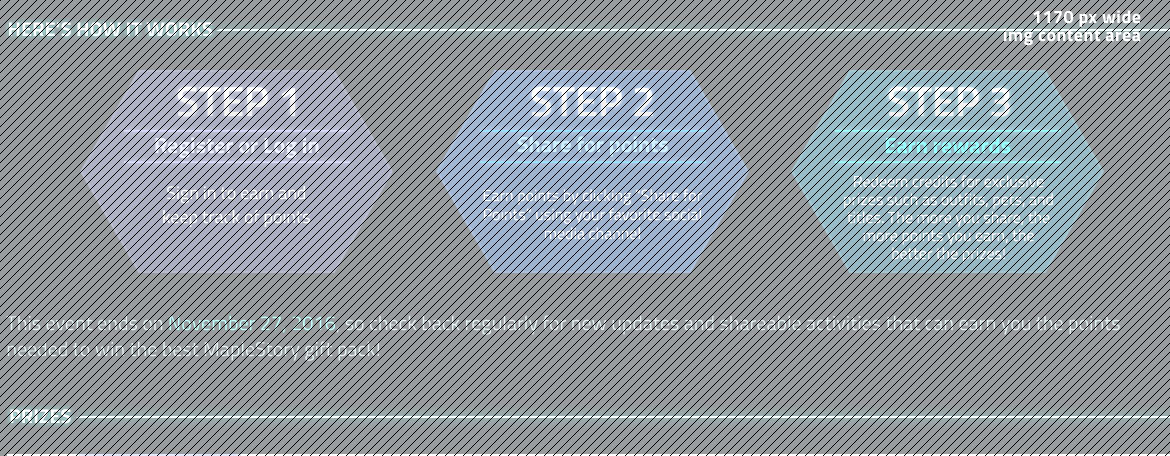 HERE'S HOW IT WORKS
1170 px wide
img content area
STEP 1
Register or Log in
Sign in to earn and
keep track of points
STEP 2
Share for points
Earn points by clicking "Share for
Points" using your favorite social
media channel
STEP 3
Earn rewards
Redeem credits for exclusive
prizes such as outfits, pets, and
titles. The more you share, the
more points you earn, the
better the prizes!
This event ends on November 27, 2016, so check back regularly for new updates and shareable activities that can earn you the points
needed to win the best MapleStory gift pack!
PRIZES